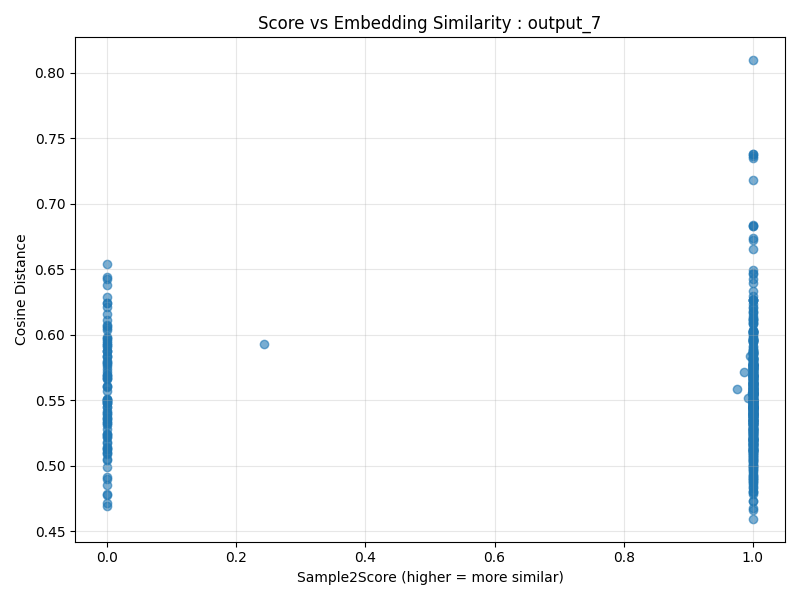 Score vs Embedding Similarity : output_7
Cosine Distance
0.80
0.75
0.70
0.65
0.60
0.55
0.50
0.45
0.0 0.2 0.4 0.6 0.8 1.0
Sample2Score (higher = more similar)